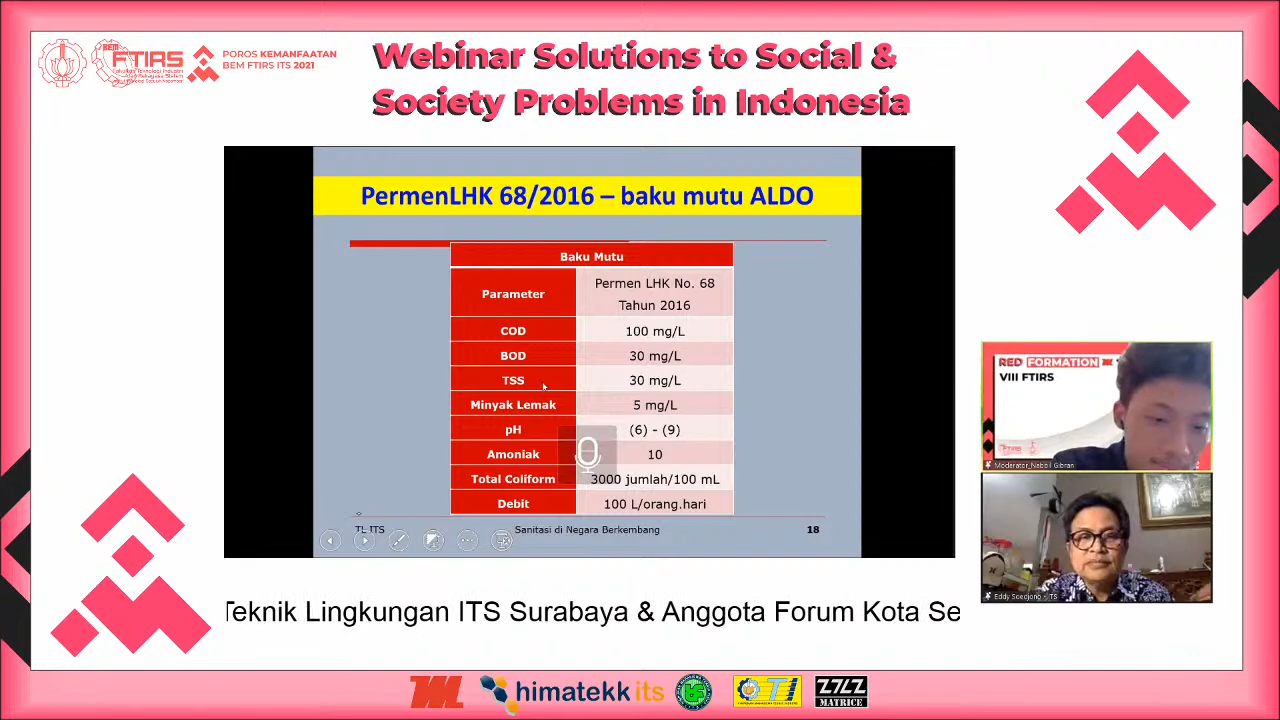 BEM
FTIRS
POROS KEMANFAATAN
BEM FTIRS ITS 2021
Webinar Solutions to Social &
Society Problems in Indonesia
PermenLHK 68/2016 – baku mutu ALDO
Baku Mutu
Parameter
Permen LHK No. 68
Tahun 2016
COD 100 mg/L
BOD 30 mg/L
TSS 30 mg/L
Minyak Lemak 5 mg/L
pH (6) - (9)
Amoniak 10
Total Coliform 3000 jumlah/100 mL
Debit 100 L/orang.hari
TL ITS Sanitasi di Negara Berkembang 18
RED FORMATION
VIII FTIRS
Moderator_Nabbil Gibran
Eddy Soedjono - ITS
Teknik Lingkungan ITS Surabaya & Anggota Forum Kota Se
himatekk its
MATRICE